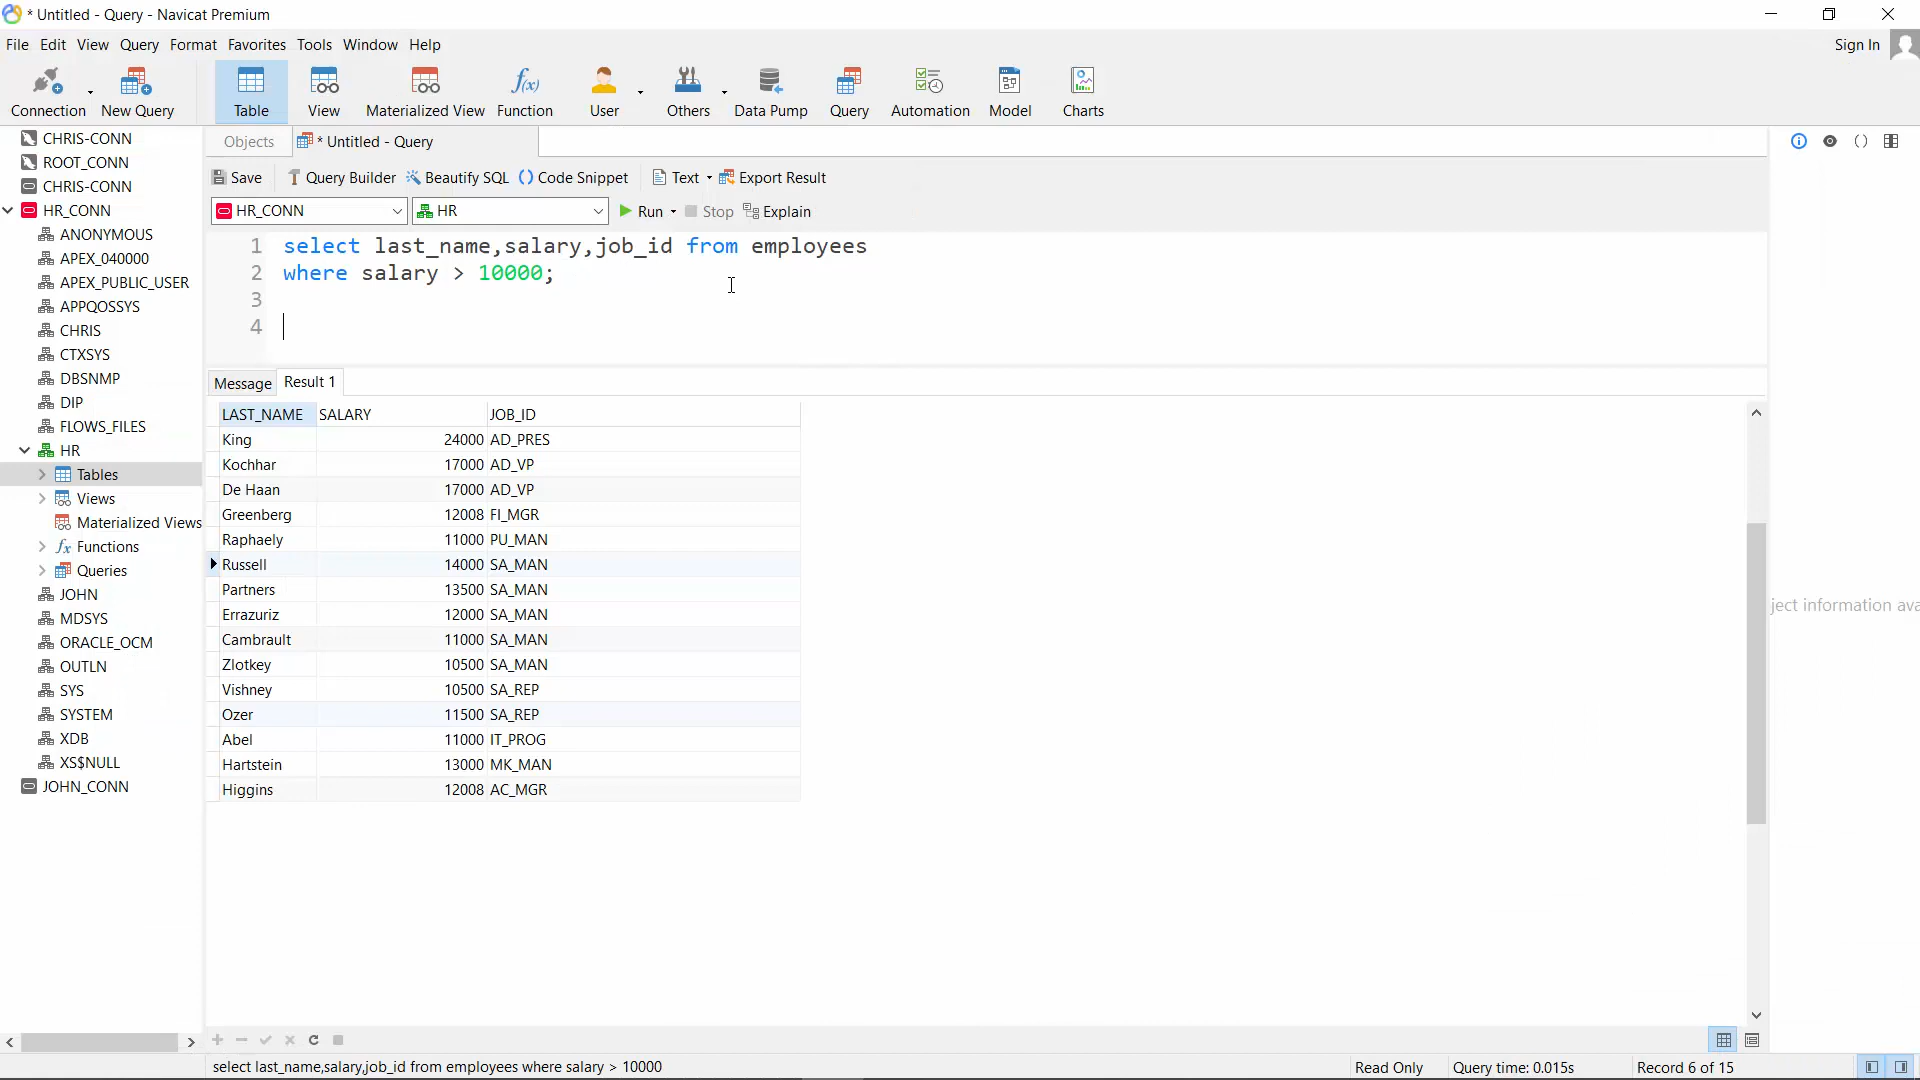 * Untitled - Query - Navicat Premium
File Edit View Query Format Favorites Tools Window Help
Sign In
Connection New Query Table View Materialized View Function User Others Data Pump Query Automation Model Charts
CHRIS-CONN
ROOT_CONN
CHRIS-CONN
HR_CONN
ANONYMOUS
APEX_040000
APEX_PUBLIC_USER
APPQOSSYS
CHRIS
CTXSYS
DBSNMP
DIP
FLOWS_FILES
HR
Tables
Views
Materialized Views
fx Functions
Queries
JOHN
MDSYS
ORACLE_OCM
OUTLN
SYS
SYSTEM
XDB
XS$NULL
JOHN_CONN
Objects * Untitled - Query
Save Query Builder Beautify SQL () Code Snippet Text Export Result
HR_CONN HR Run Stop Explain
1 select last_name,salary,job_id from employees
2 where salary > 10000;
3
4
Message Result 1
LAST_NAME SALARY JOB_ID
King 24000 AD_PRES
Kochhar 17000 AD_VP
De Haan 17000 AD_VP
Greenberg 12008 FI_MGR
Raphaely 11000 PU_MAN
Russell 14000 SA_MAN
Partners 13500 SA_MAN
Errazuriz 12000 SA_MAN
Cambrault 11000 SA_MAN
Zlotkey 10500 SA_MAN
Vishney 10500 SA_REP
Ozer 11500 SA_REP
Abel 11000 IT_PROG
Hartstein 13000 MK_MAN
Higgins 12008 AC_MGR
ject information ava
select last_name,salary,job_id from employees where salary > 10000
Read Only Query time: 0.015s Record 6 of 15